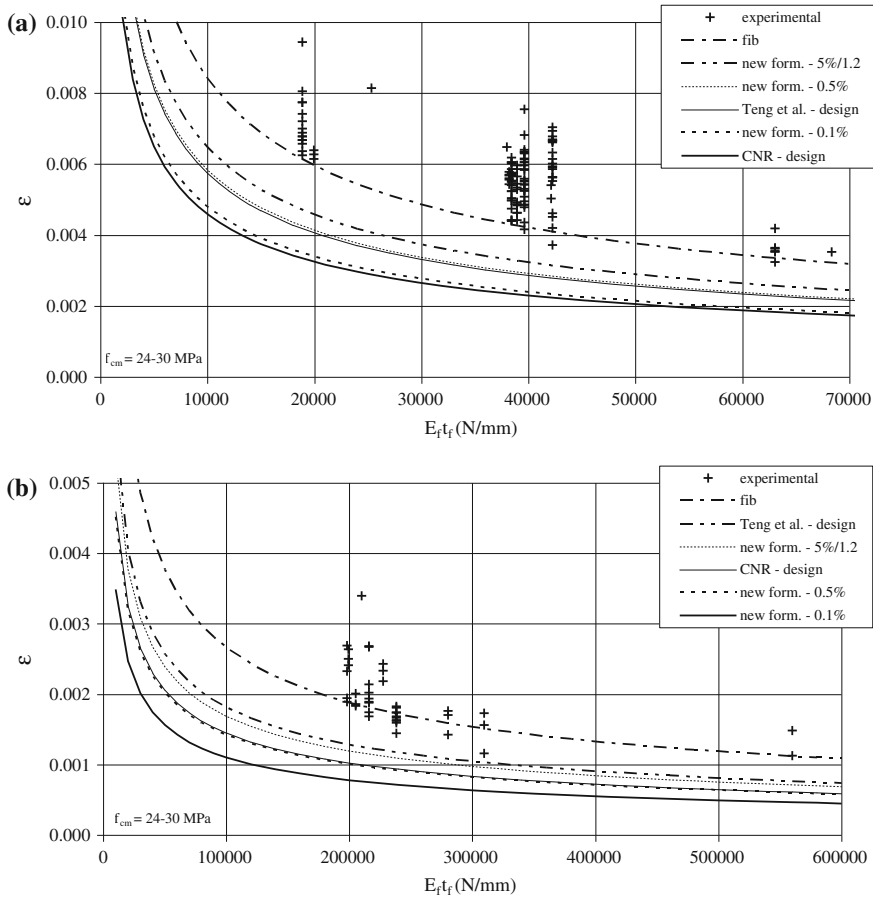 (a)
0.010
0.008
0.006
0.004
0.002
0.000
ε
f_cm = 24-30 MPa
0 10000 20000 30000 40000 50000 60000 70000
E_f t_f (N/mm)
experimental
fib
new form. - 5%/1.2
new form. - 0.5%
Teng et al. - design
new form. - 0.1%
CNR - design
(b)
0.005
0.004
0.003
0.002
0.001
0.000
ε
f_cm = 24-30 MPa
0 100000 200000 300000 400000 500000 600000
E_f t_f (N/mm)
experimental
fib
Teng et al. - design
new form. - 5%/1.2
CNR - design
new form. - 0.5%
new form. - 0.1%